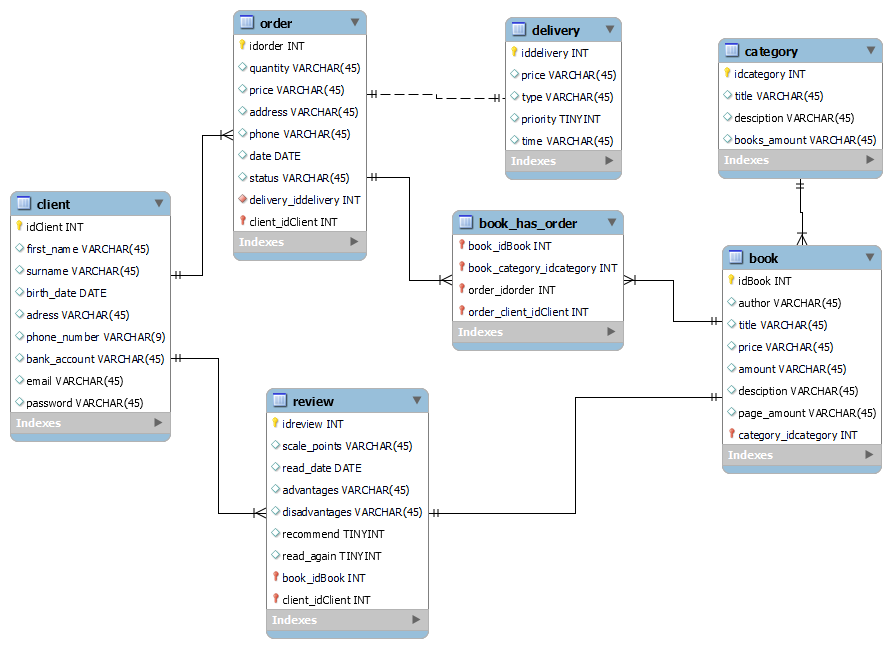 order
idorder INT
quantity VARCHAR(45)
price VARCHAR(45)
address VARCHAR(45)
phone VARCHAR(45)
date DATE
status VARCHAR(45)
delivery_iddelivery INT
client_idClient INT
Indexes
delivery
iddelivery INT
price VARCHAR(45)
type VARCHAR(45)
priority TINYINT
time VARCHAR(45)
Indexes
category
idcategory INT
title VARCHAR(45)
desciption VARCHAR(45)
books_amount VARCHAR(45)
Indexes
client
idClient INT
first_name VARCHAR(45)
surname VARCHAR(45)
birth_date DATE
adress VARCHAR(45)
phone_number VARCHAR(9)
bank_account VARCHAR(45)
email VARCHAR(45)
password VARCHAR(45)
Indexes
book_has_order
book_idBook INT
book_category_idcategory INT
order_idorder INT
order_client_idClient INT
Indexes
book
idBook INT
author VARCHAR(45)
title VARCHAR(45)
price VARCHAR(45)
amount VARCHAR(45)
desciption VARCHAR(45)
page_amount VARCHAR(45)
category_idcategory INT
Indexes
review
idreview INT
scale_points VARCHAR(45)
read_date DATE
advantages VARCHAR(45)
disadvantages VARCHAR(45)
recommend TINYINT
read_again TINYINT
book_idBook INT
client_idClient INT
Indexes